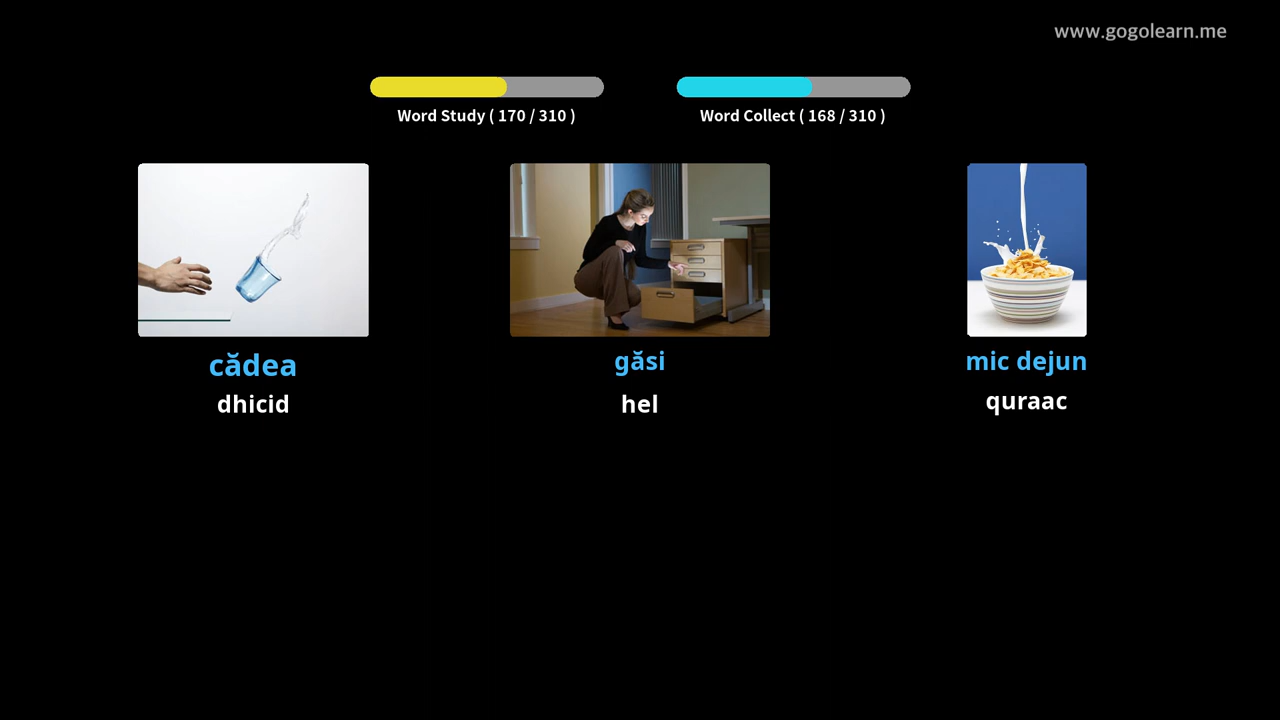 www.gogolearn.me
Word Study ( 170 / 310 )
Word Collect ( 168 / 310 )
cădea
găsi
mic dejun
dhicid
hel
quraac